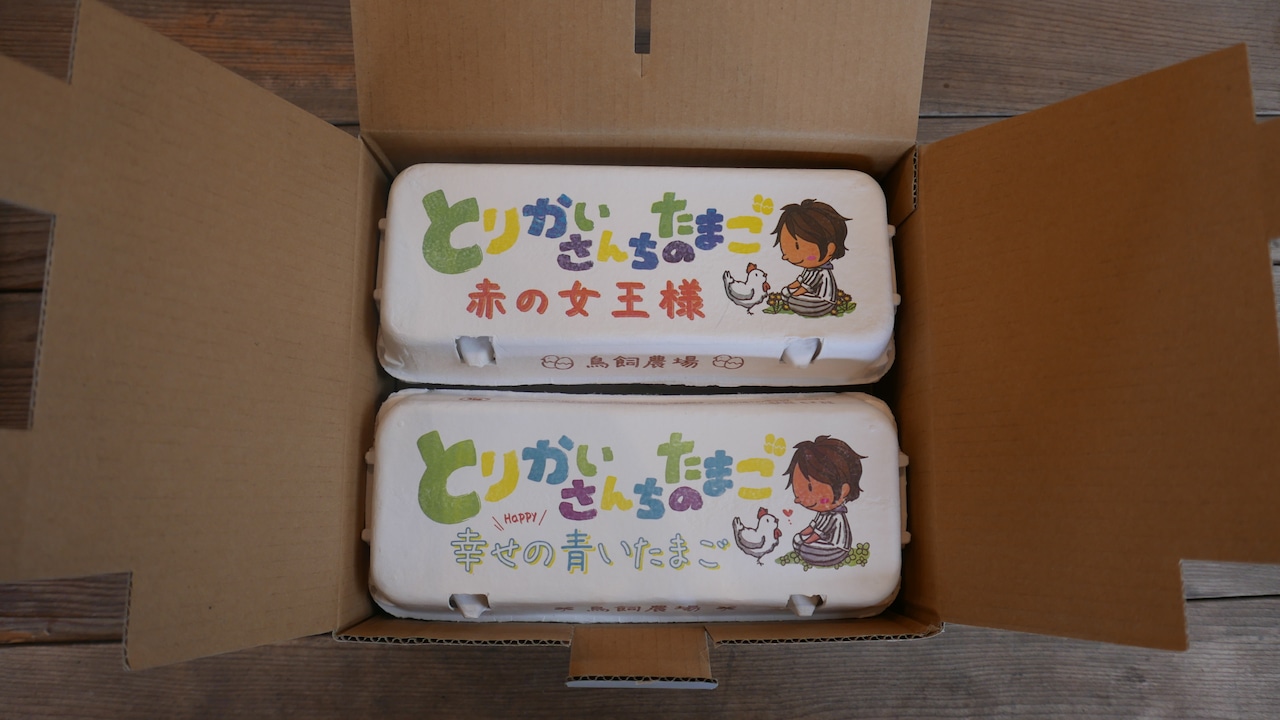 とりかいさんちのたまご
赤の女王様
鳥飼農場
とりかいさんちのたまご
HAPPY
幸せの青いたまご
鳥飼農場